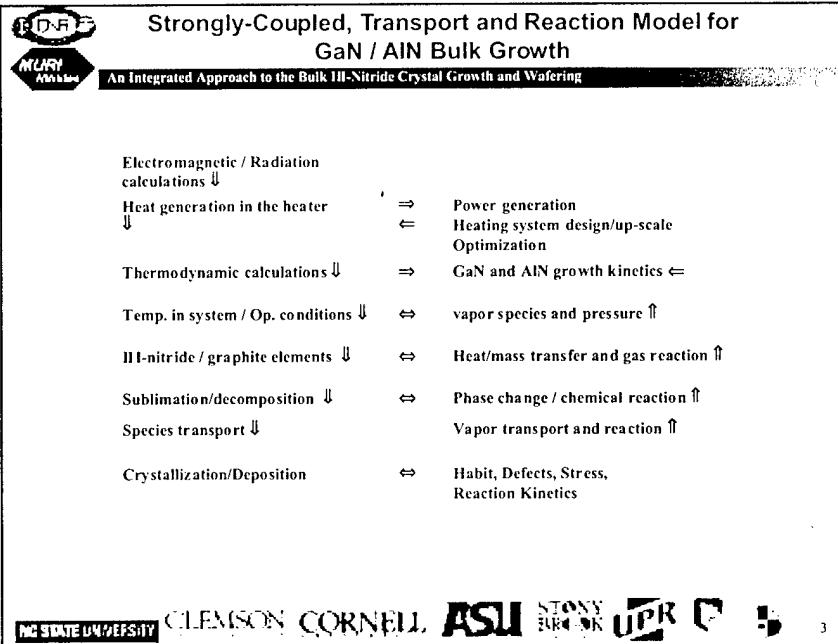 Strongly-Coupled, Transport and Reaction Model for
GaN / AlN Bulk Growth
MURI
An Integrated Approach to the Bulk III-Nitride Crystal Growth and Wafering
Electromagnetic / Radiation
calculations ⇓
Heat generation in the heater ⇒ Power generation
⇓ ⇐ Heating system design/up-scale
Optimization
Thermodynamic calculations ⇓ ⇒ GaN and AlN growth kinetics ⇐
Temp. in system / Op. conditions ⇓ ⇔ vapor species and pressure ⇑
III-nitride / graphite elements ⇓ ⇔ Heat/mass transfer and gas reaction ⇑
Sublimation/decomposition ⇓ ⇔ Phase change / chemical reaction ⇑
Species transport ⇓ Vapor transport and reaction ⇑
Crystallization/Deposition ⇔ Habit, Defects, Stress,
Reaction Kinetics
NC STATE UNIVERSITY CLEMSON CORNELL ASU STONY BROOK UPR 3